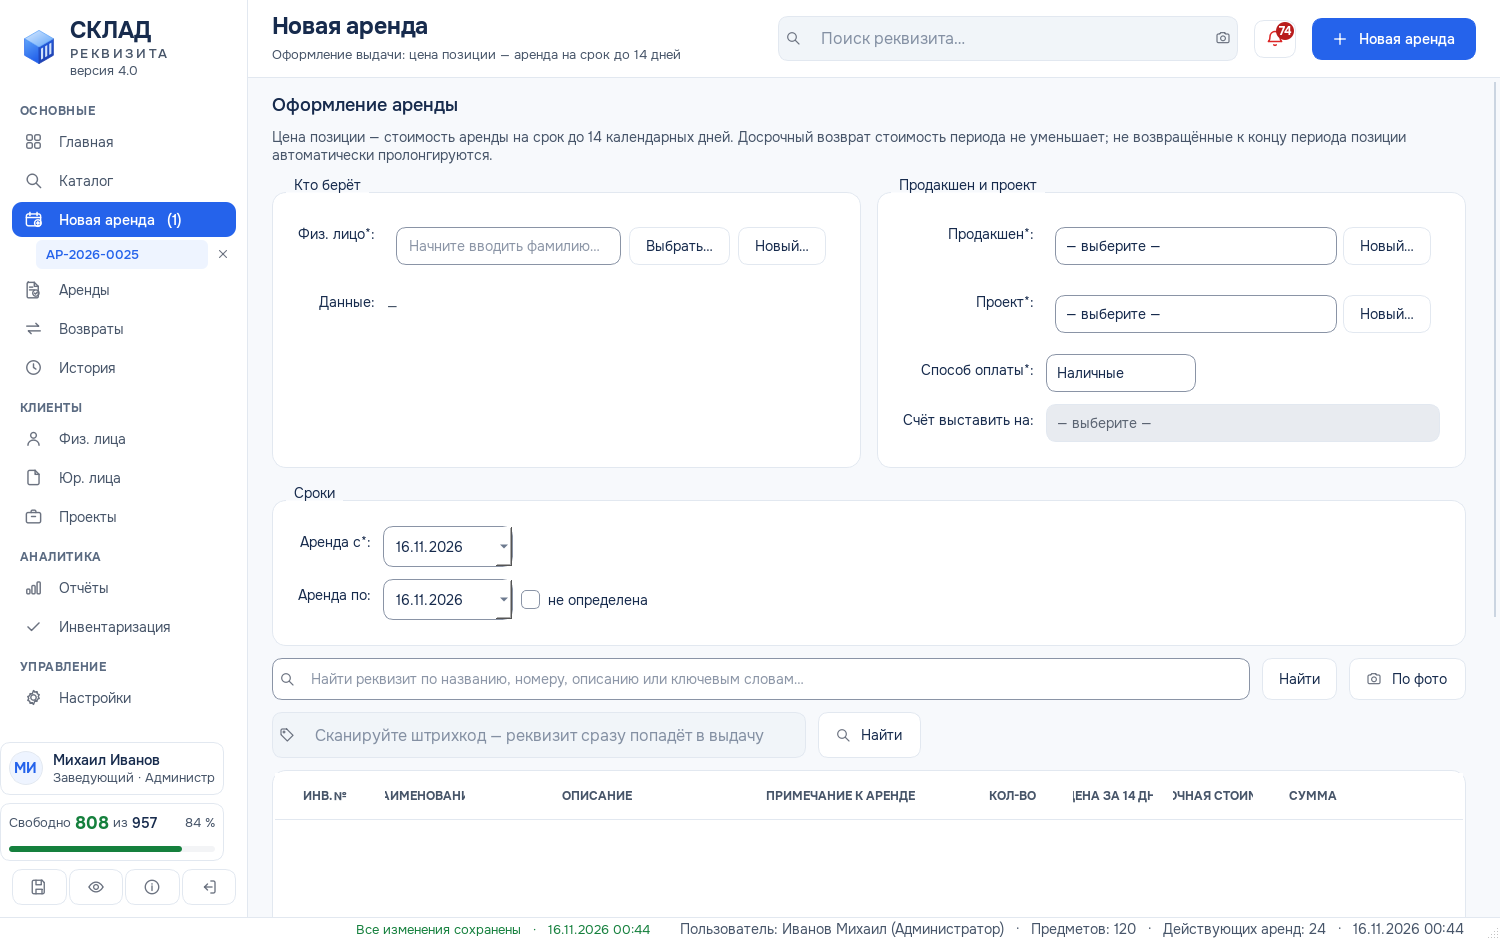 СКЛАД
РЕКВИЗИТА
версия 4.0
ОСНОВНЫЕ
Главная
Каталог
Новая аренда (1)
АР-2026-0025
Аренды
Возвраты
История
КЛИЕНТЫ
Физ. лица
Юр. лица
Проекты
АНАЛИТИКА
Отчёты
Инвентаризация
УПРАВЛЕНИЕ
Настройки
МИ
Михаил Иванов
Заведующий · Администр
Свободно 808 из 957 84 %
Новая аренда
Оформление выдачи: цена позиции — аренда на срок до 14 дней
Поиск реквизита...
74
Новая аренда
Оформление аренды
Цена позиции — стоимость аренды на срок до 14 календарных дней. Досрочный возврат стоимость периода не уменьшает; не возвращённые к концу периода позиции
автоматически пролонгируются.
Кто берёт
Физ. лицо*: Начните вводить фамилию... Выбрать... Новый...
Данные: —
Продакшен и проект
Продакшен*: — выберите — Новый...
Проект*: — выберите — Новый...
Способ оплаты*: Наличные
Счёт выставить на: — выберите —
Сроки
Аренда с*: 16.11.2026
Аренда по: 16.11.2026 не определена
Найти реквизит по названию, номеру, описанию или ключевым словам... Найти По фото
Сканируйте штрихкод — реквизит сразу попадёт в выдачу Найти
ИНВ.№ АИМЕНОВАНИ ОПИСАНИЕ ПРИМЕЧАНИЕ К АРЕНДЕ КОЛ-ВО ЦЕНА ЗА 14 ДН ОЧНАЯ СТОИМ СУММА
Все изменения сохранены · 16.11.2026 00:44 Пользователь: Иванов Михаил (Администратор) · Предметов: 120 · Действующих аренд: 24 · 16.11.2026 00:44